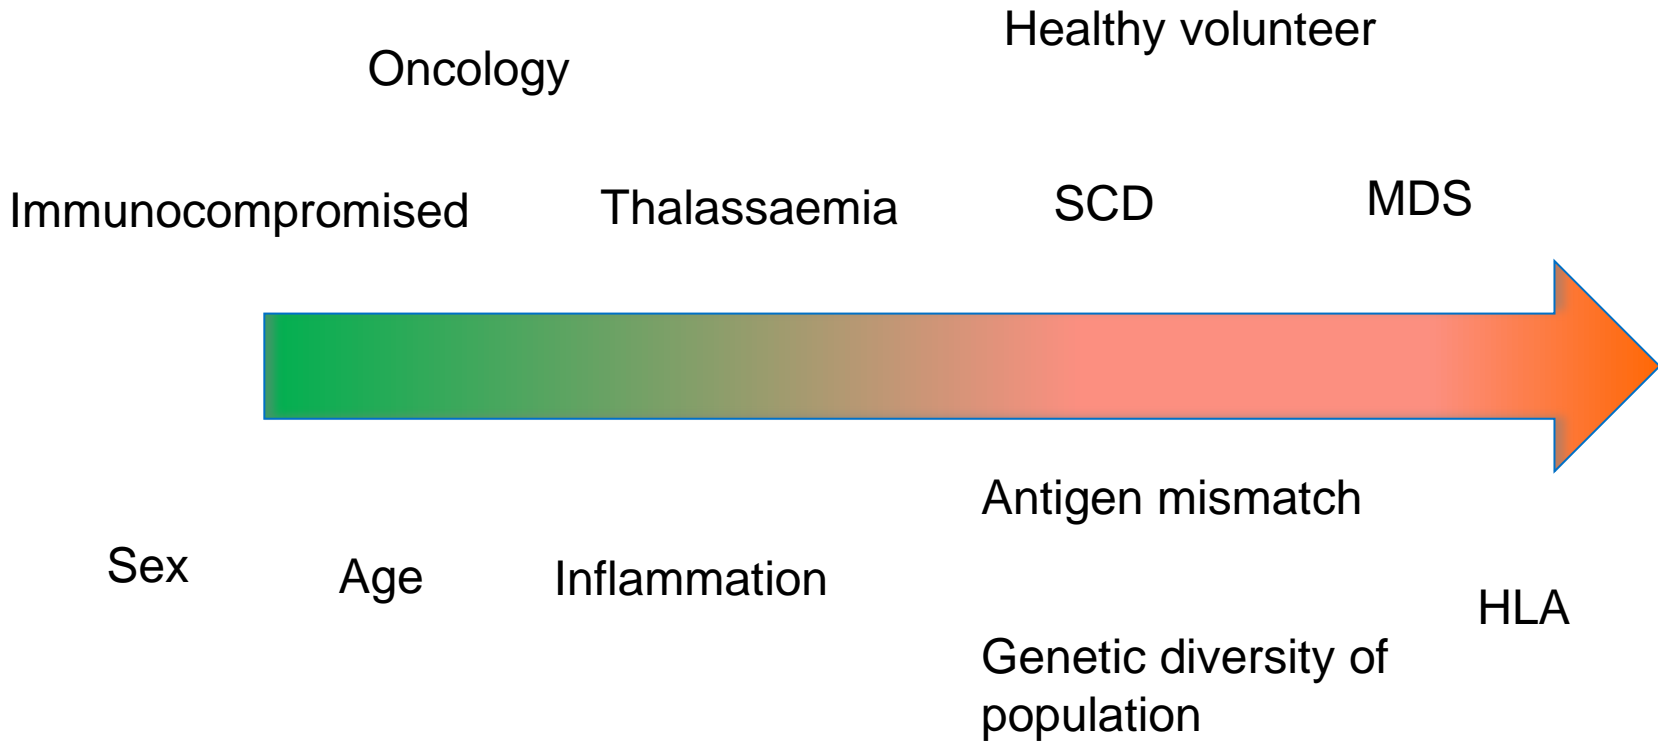 Healthy volunteer
Oncology
Immunocompromised
Thalassaemia
SCD
MDS
Antigen mismatch
Sex
Age
Inflammation
HLA
Genetic diversity of
population